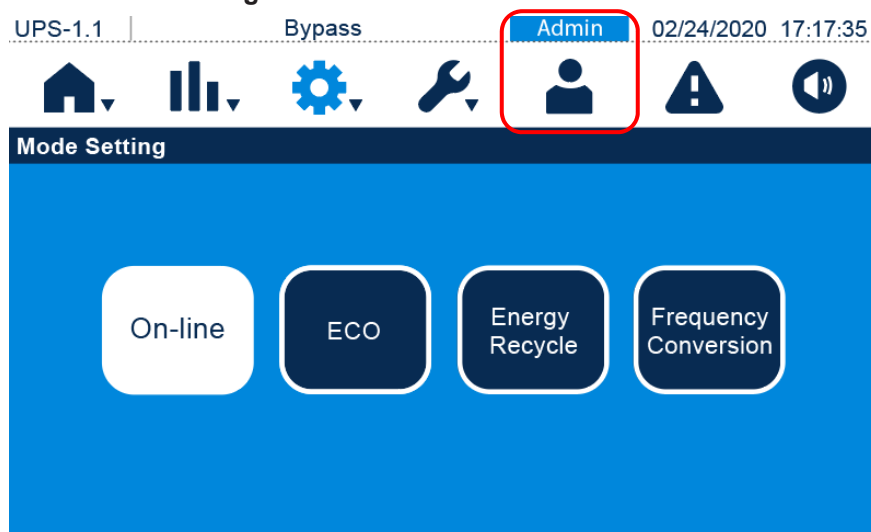 UPS-1.1 Bypass Admin 02/24/2020 17:17:35
Mode Setting
On-line
ECO
Energy
Recycle
Frequency
Conversion